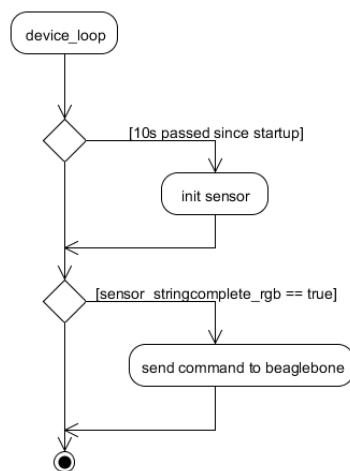 device_loop
[10s passed since startup]
init sensor
[sensor_stringcomplete_rgb == true]
send command to beaglebone